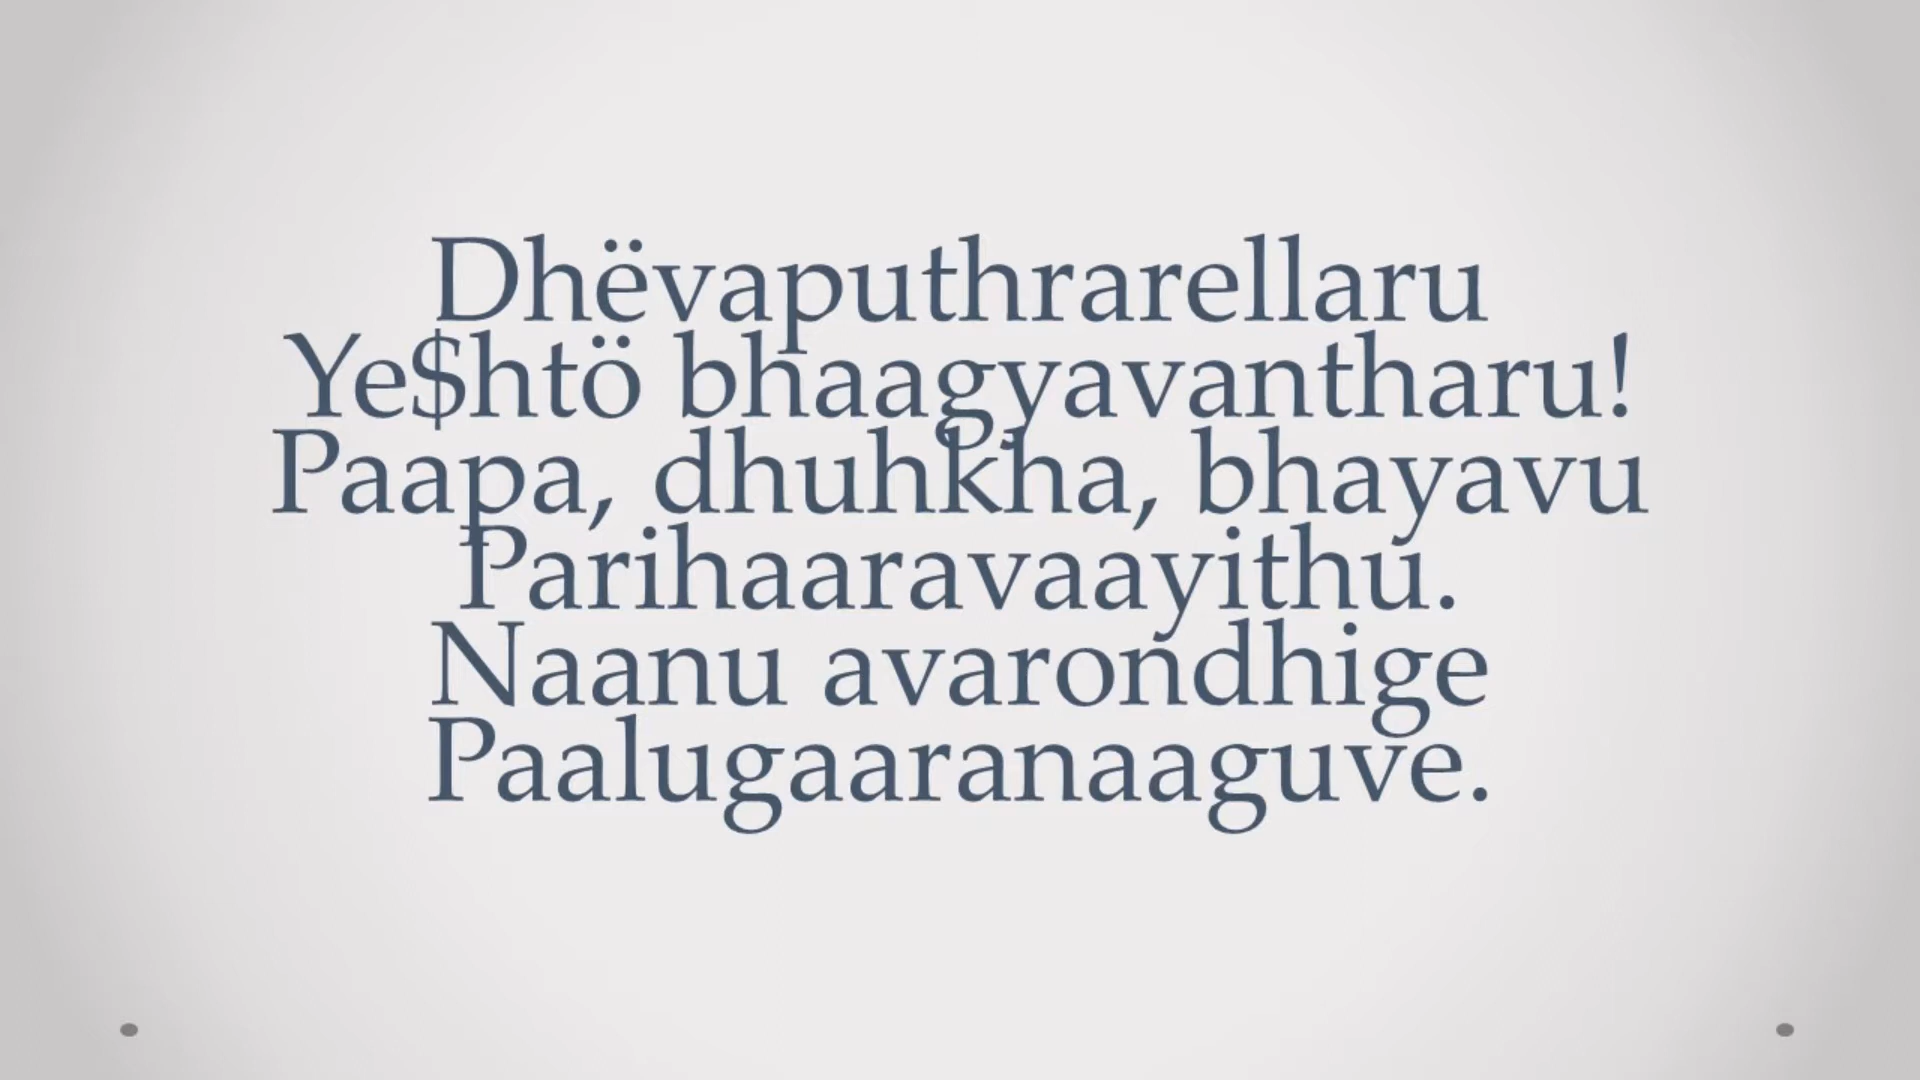 Dhëvaputhrarellaru
Ye$htö bhaagyavantharu!
Paapa, dhuhkha, bhayavu
Parihaaravaayithu.
Naanu avarondhige
Paalugaaranaaguve.